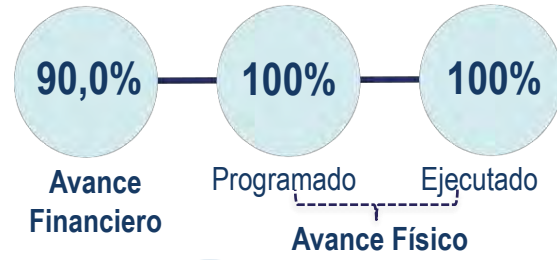 90,0%
100%
100%
Avance
Financiero
Programado
Ejecutado
Avance Físico